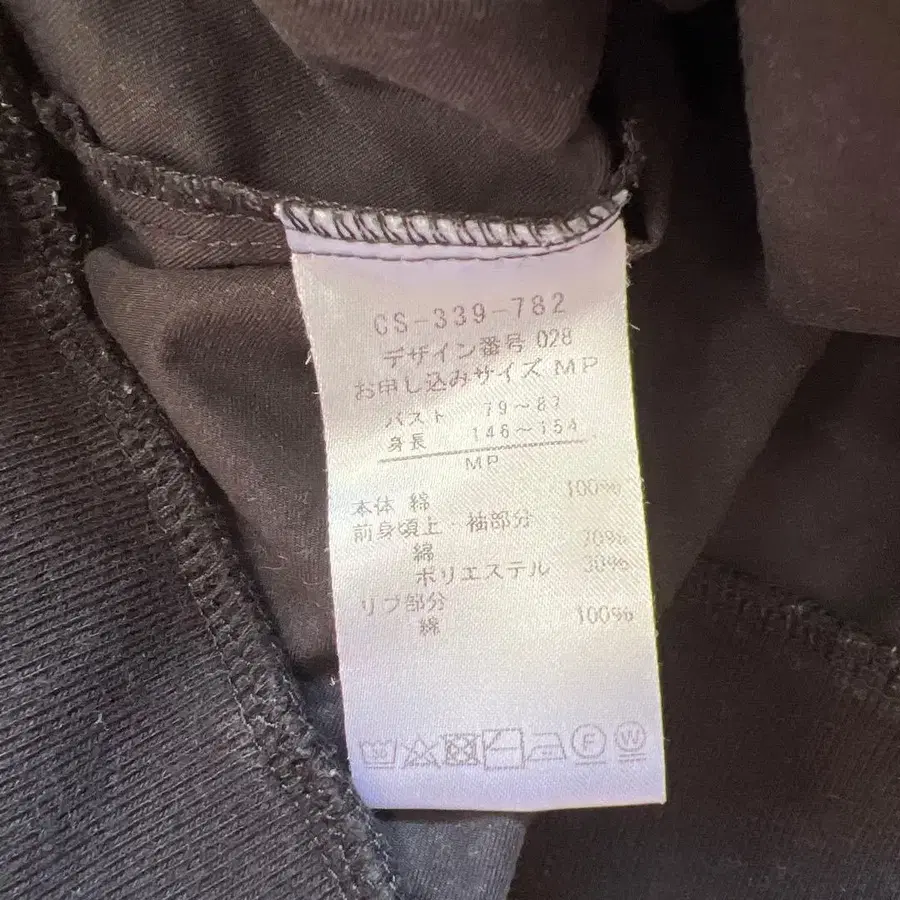 CS-339-782
デザイン番号 028
お申し込みサイズ MP
バスト 79~87
身長 146~154
MP
本体 綿 100%
前身頃上・袖部分
綿 70%
ポリエステル 30%
リブ部分
綿 100%
F W